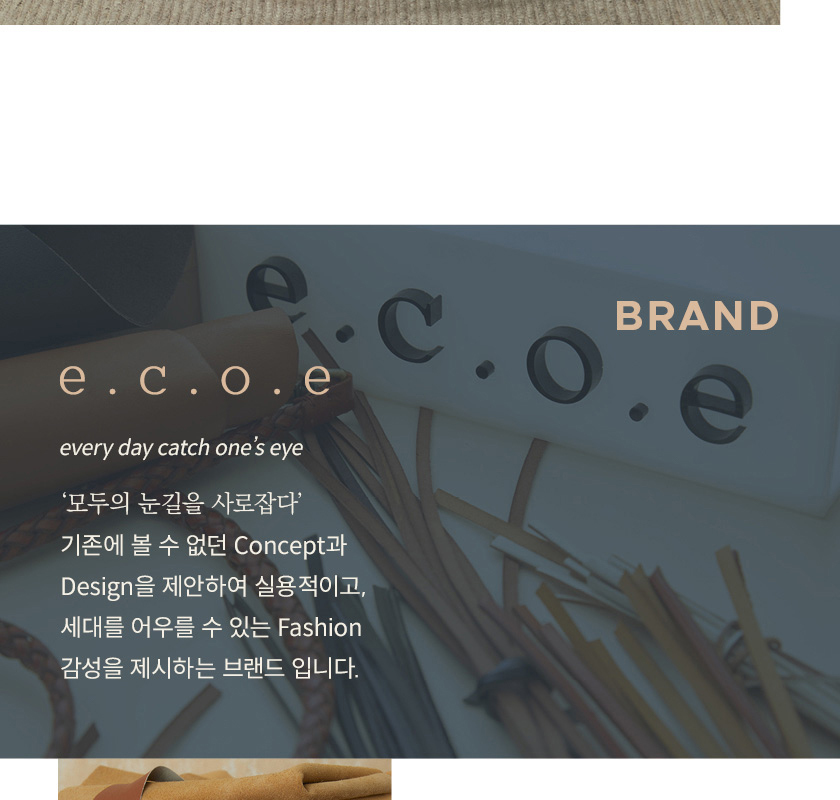 e.c.o.e
BRAND
e.c.o.e
every day catch one’s eye
‘모두의 눈길을 사로잡다’
기존에 볼 수 없던 Concept과
Design을 제안하여 실용적이고,
세대를 어우를 수 있는 Fashion
감성을 제시하는 브랜드 입니다.